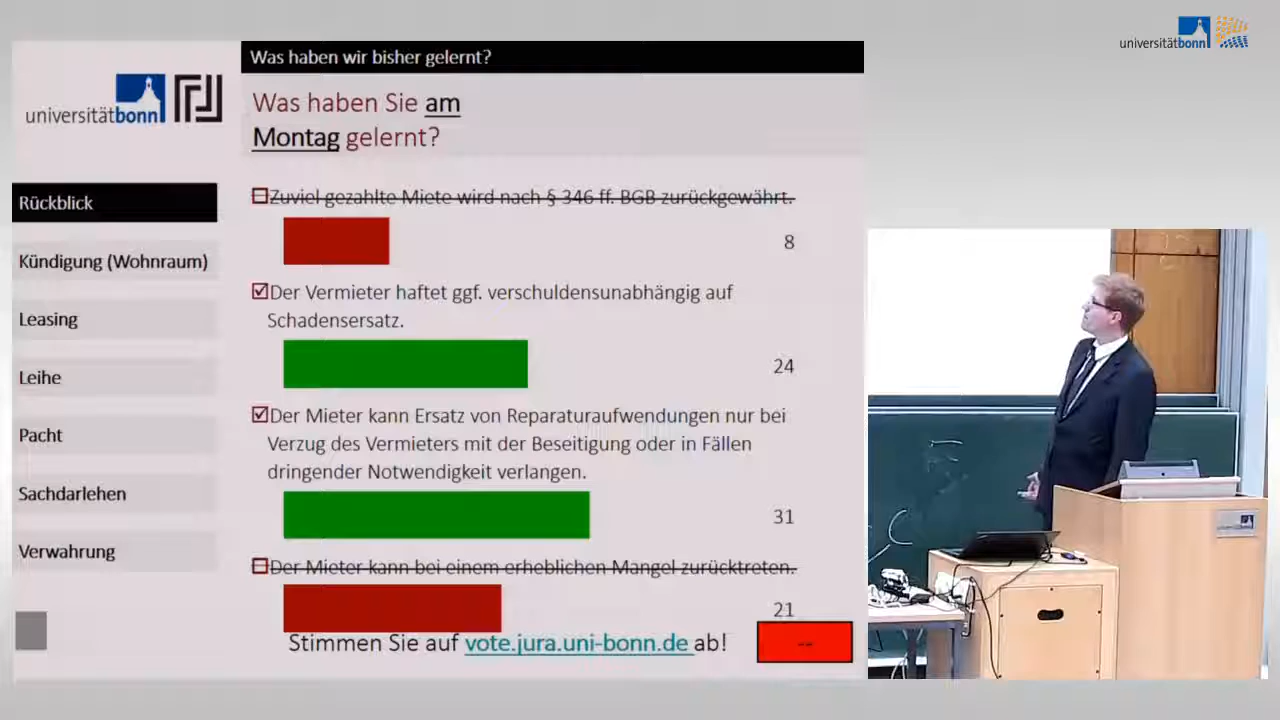 universitätbonn
Was haben wir bisher gelernt?
universitätbonn
Was haben Sie am
Montag gelernt?
Rückblick
Kündigung (Wohnraum)
Leasing
Leihe
Pacht
Sachdarlehen
Verwahrung
Zuviel gezahlte Miete wird nach § 346 ff. BGB zurückgewährt.
8
Der Vermieter haftet ggf. verschuldensunabhängig auf
Schadensersatz.
24
Der Mieter kann Ersatz von Reparaturaufwendungen nur bei
Verzug des Vermieters mit der Beseitigung oder in Fällen
dringender Notwendigkeit verlangen.
31
Der Mieter kann bei einem erheblichen Mangel zurücktreten.
21
Stimmen Sie auf vote.jura.uni-bonn.de ab!
--